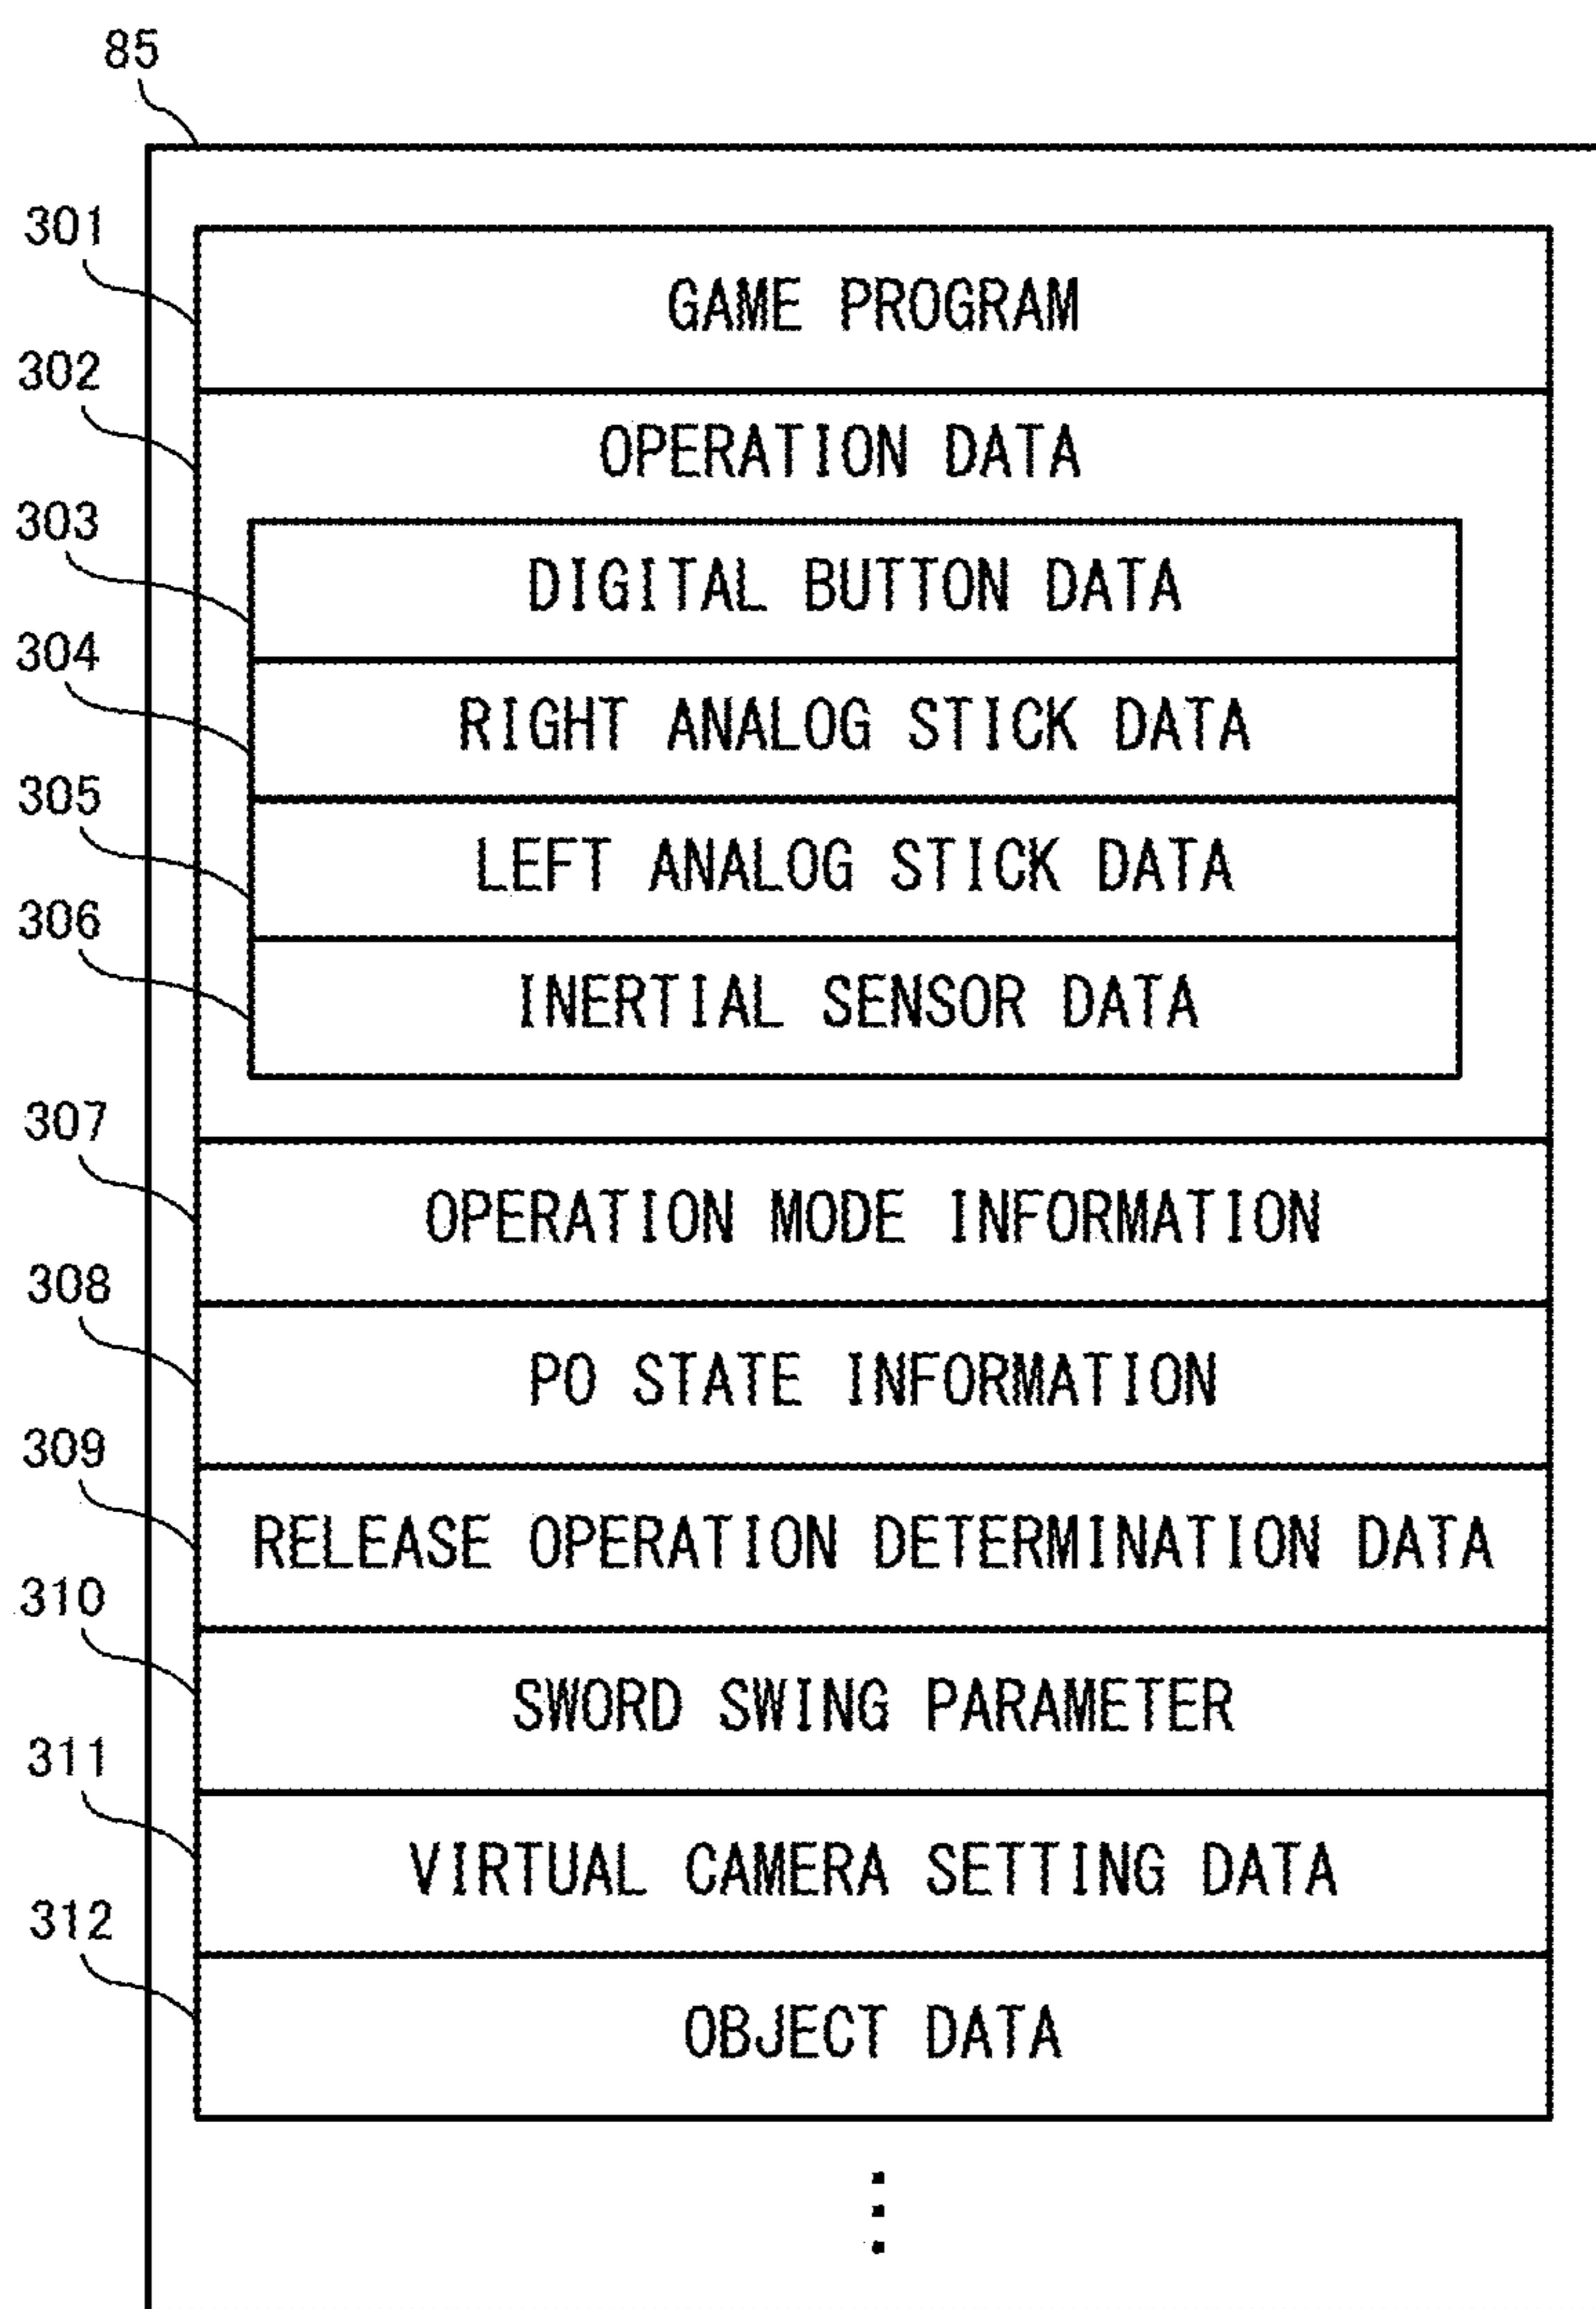 85
301
GAME PROGRAM
302
OPERATION DATA
303
DIGITAL BUTTON DATA
304
RIGHT ANALOG STICK DATA
305
LEFT ANALOG STICK DATA
306
INERTIAL SENSOR DATA
307
OPERATION MODE INFORMATION
308
PO STATE INFORMATION
309
RELEASE OPERATION DETERMINATION DATA
310
SWORD SWING PARAMETER
311
VIRTUAL CAMERA SETTING DATA
312
OBJECT DATA